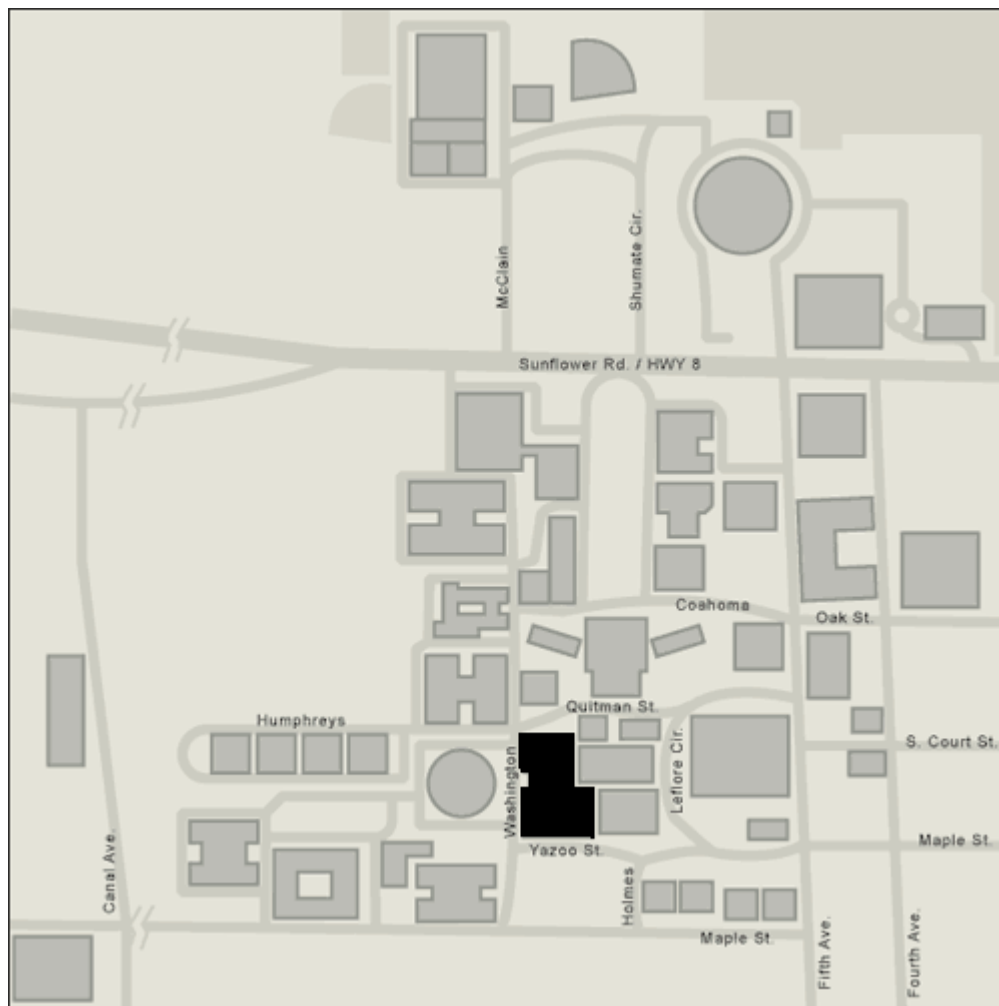 McClain
Shumate Cir.
Sunflower Rd. / HWY 8
Coahoma
Oak St.
Quitman St.
Humphreys
S. Court St.
Leflore Cir.
Washington
Maple St.
Yazoo St.
Canal Ave.
Holmes
Maple St.
Fifth Ave.
Fourth Ave.